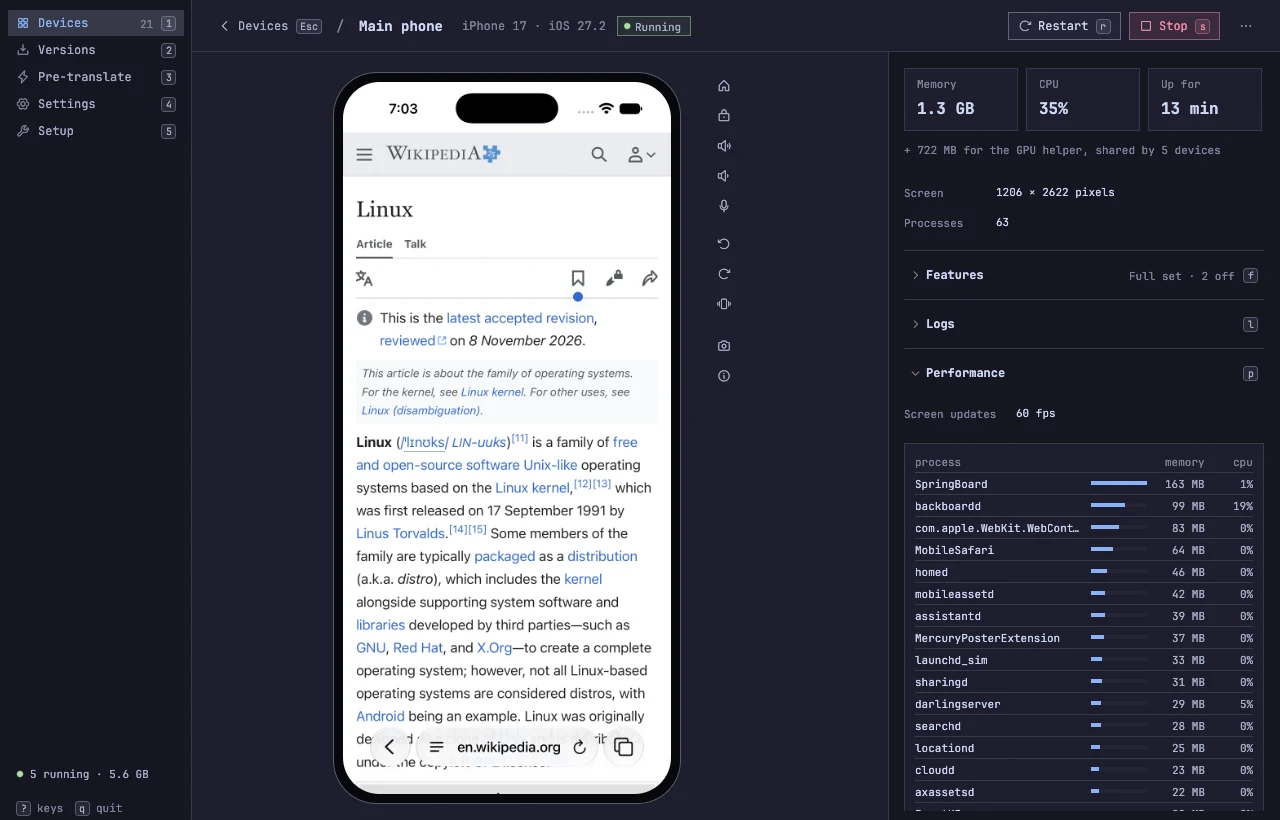 Devices 21 1
Versions 2
Pre-translate 3
Settings 4
Setup 5
5 running · 5.6 GB
? keys q quit
Devices Esc / Main phone iPhone 17 · iOS 27.2 Running
Restart r Stop s ···
7:03
WIKIPEDIA
Linux
Article Talk
This is the latest accepted revision,
reviewed on 8 November 2026.
This article is about the family of operating systems.
For the kernel, see Linux kernel. For other uses, see
Linux (disambiguation).
Linux (/ˈlɪnʊks/ LIN-uuks)[11] is a family of free
and open-source software Unix-like operating
systems based on the Linux kernel,[12][13] which
was first released on 17 September 1991 by
Linus Torvalds.[14][15] Some members of the
family are typically packaged as a distribution
(a.k.a. distro), which includes the kernel
alongside supporting system software and
libraries developed by third parties—such as
GNU, Red Hat, and X.Org—to create a complete
operating system; however, not all Linux-based
operating systems are considered distros, with
Android being an example. Linux was originally
en.wikipedia.org
under the
Memory CPU Up for
1.3 GB 35% 13 min
+ 722 MB for the GPU helper, shared by 5 devices
Screen 1206 × 2622 pixels
Processes 63
Features Full set · 2 off f
Logs l
Performance p
Screen updates 60 fps
process memory cpu
SpringBoard 163 MB 1%
backboardd 99 MB 19%
com.apple.WebKit.WebCont… 83 MB 0%
MobileSafari 64 MB 0%
homed 46 MB 0%
mobileassetd 42 MB 0%
assistantd 39 MB 0%
MercuryPosterExtension 37 MB 0%
launchd_sim 33 MB 0%
sharingd 31 MB 0%
darlingserver 29 MB 5%
searchd 28 MB 0%
locationd 25 MB 0%
cloudd 23 MB 0%
axassetsd 22 MB 0%